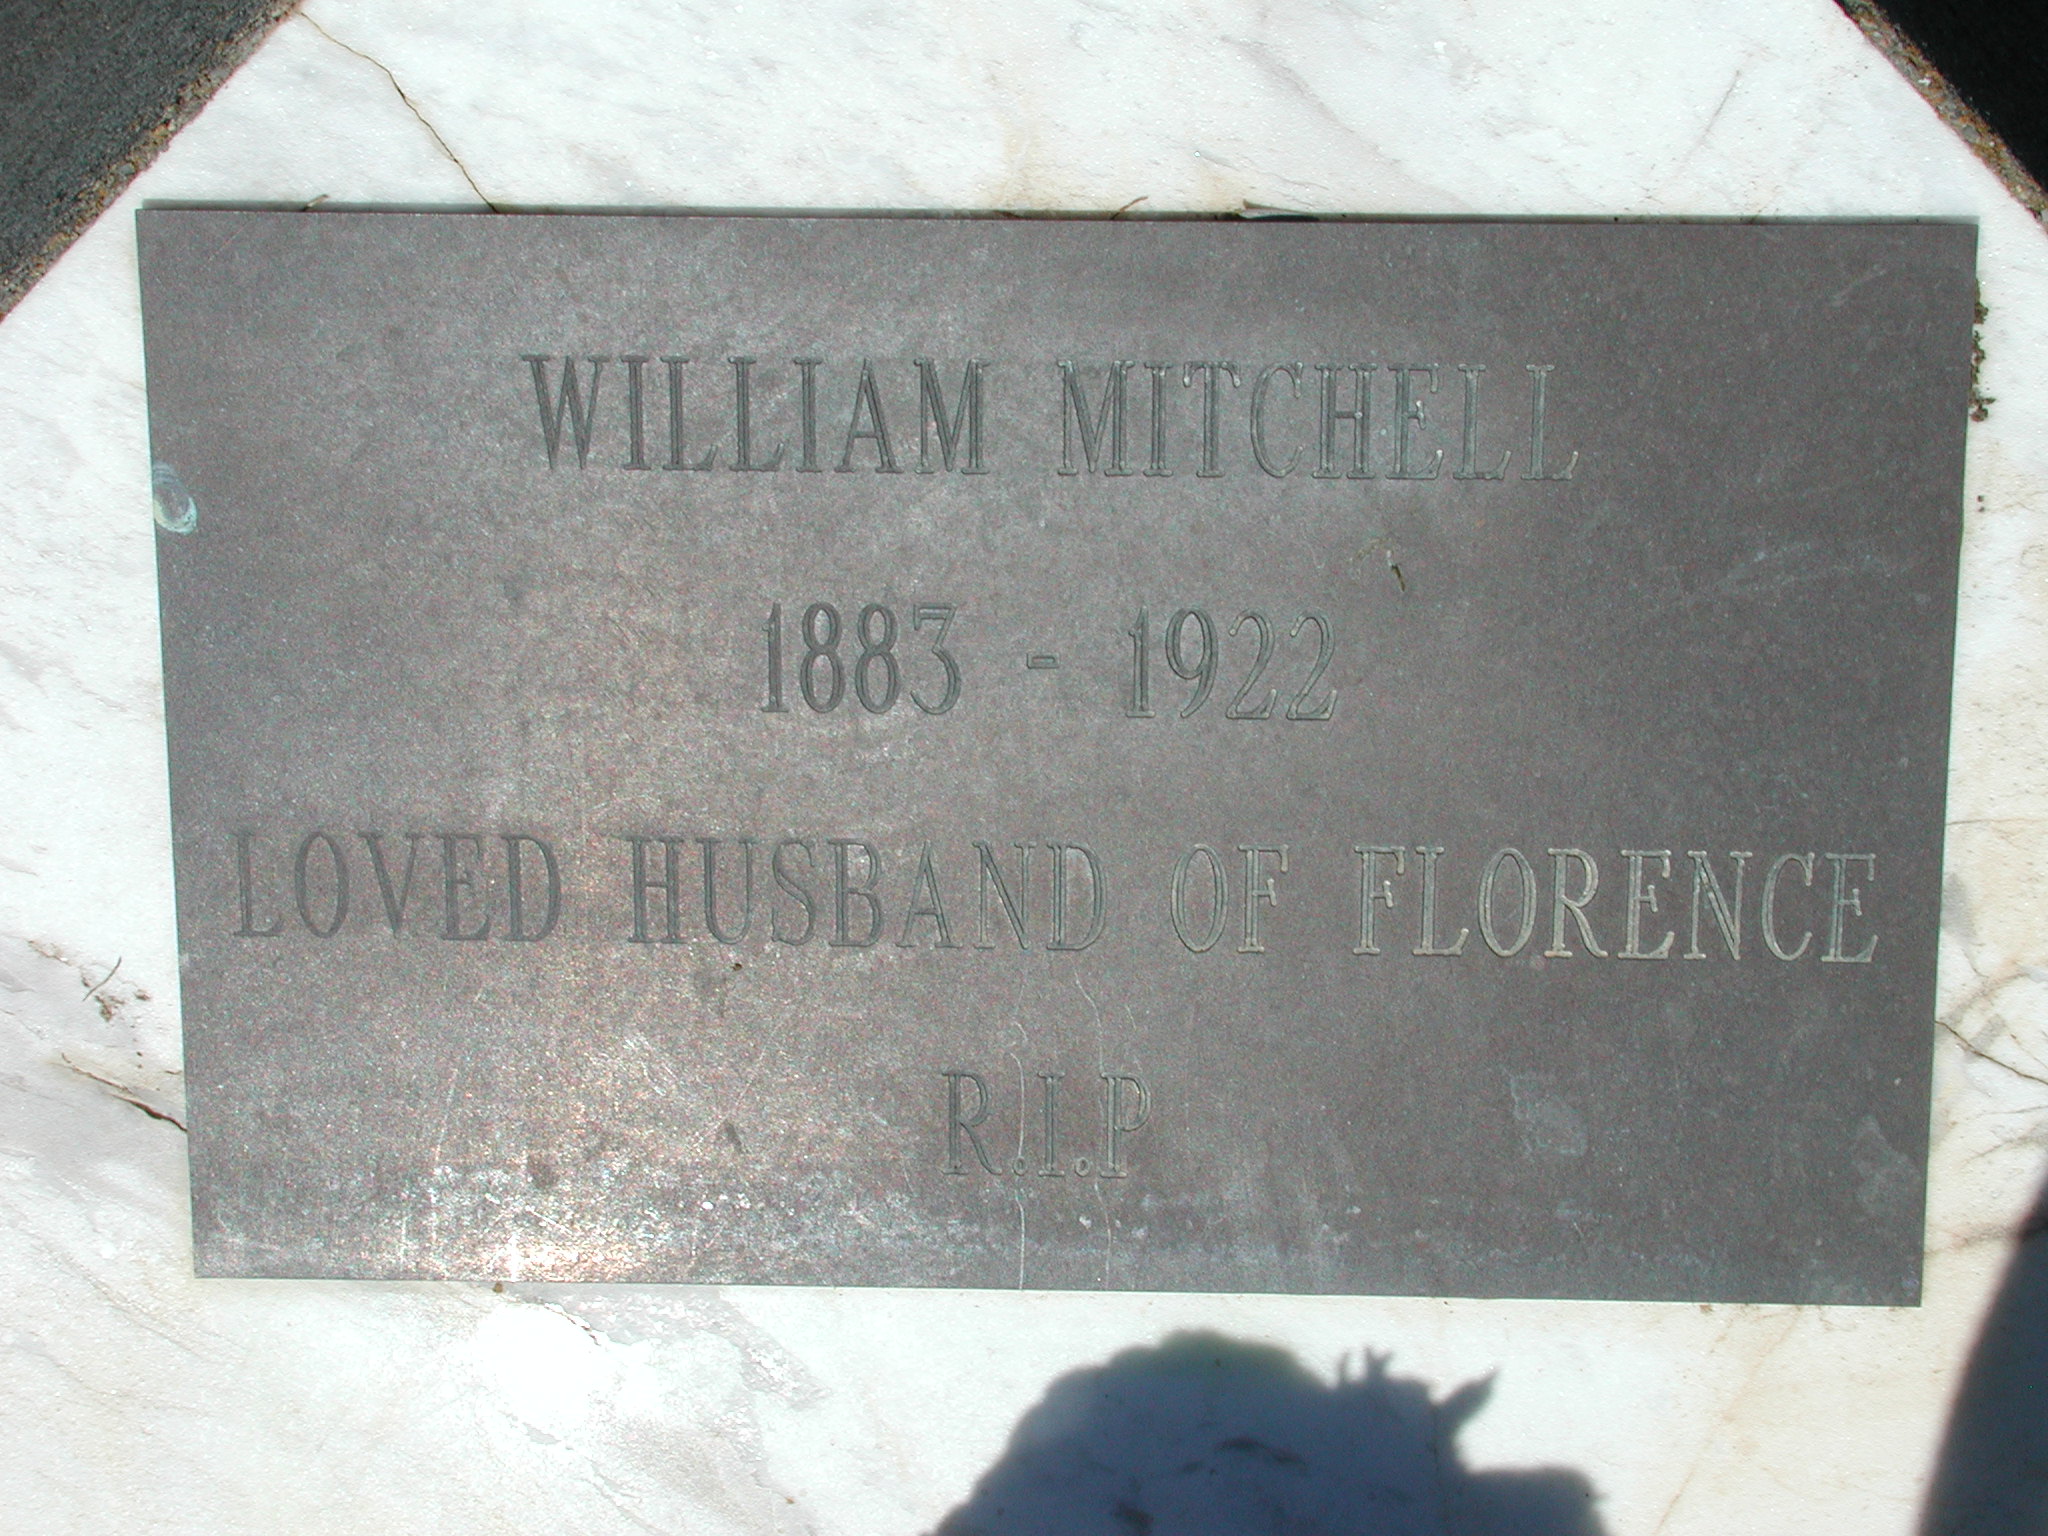 WILLIAM MITCHELL
1883 - 1922
LOVED HUSBAND OF FLORENCE
R.I.P